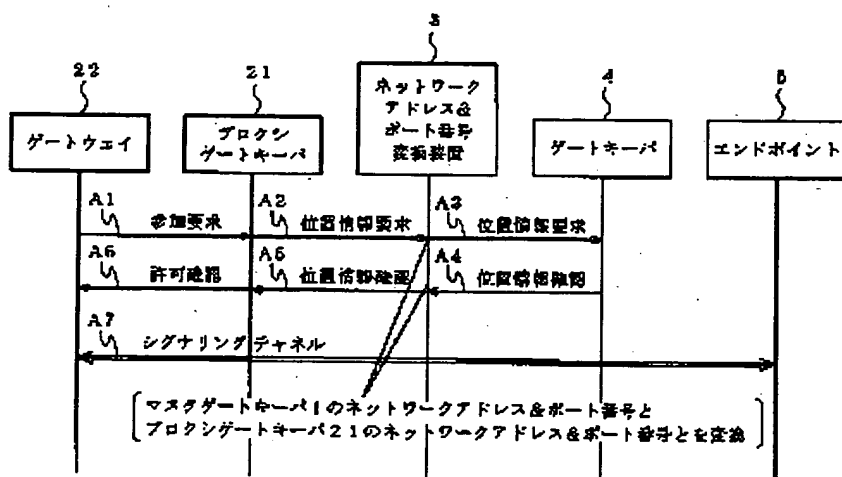 3
22
21
4
5
ネットワーク
アドレス&
ポート番号
変換装置
ゲートウェイ
プロクシ
ゲートキーパ
ゲートキーパ
エンドポイント
A1
参加要求
A2
位置情報要求
A3
位置情報要求
A6
許可確認
A5
位置情報確認
A4
位置情報確認
A7
シグナリングチャネル
マスタゲートキーパ1のネットワークアドレス&ポート番号と
プロクシゲートキーパ21のネットワークアドレス&ポート番号とを変換